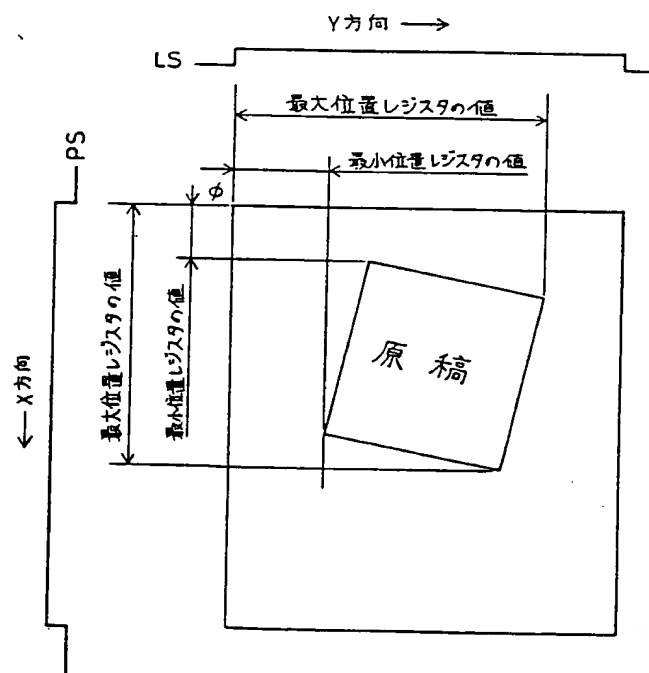 Y方向 →
LS
最大位置レジスタの値
PS
最小位置レジスタの値
φ
最大位置レジスタの値
最小位置レジスタの値
原稿
← X方向